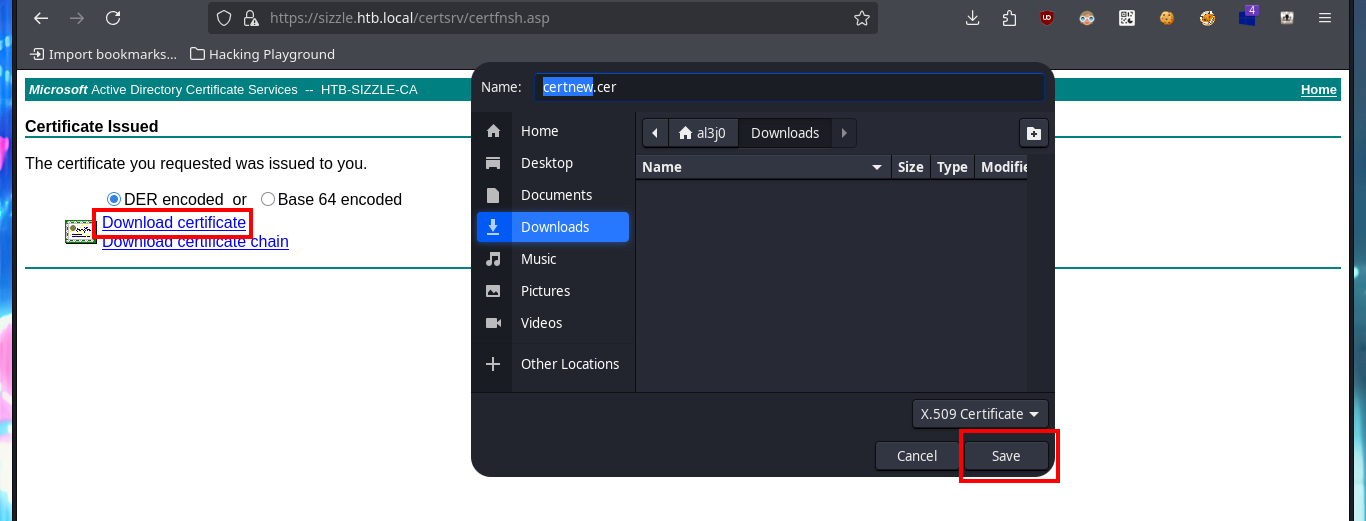 https://sizzle.htb.local/certsrv/certfnsh.asp
4
Import bookmarks...
Hacking Playground
Microsoft Active Directory Certificate Services -- HTB-SIZZLE-CA
Home
Certificate Issued
The certificate you requested was issued to you.
DER encoded or Base 64 encoded
Download certificate
Download certificate chain
Name: certnew.cer
Home
Desktop
Documents
Downloads
Music
Pictures
Videos
Other Locations
al3j0 Downloads
Name Size Type Modifie
X.509 Certificate
Cancel Save